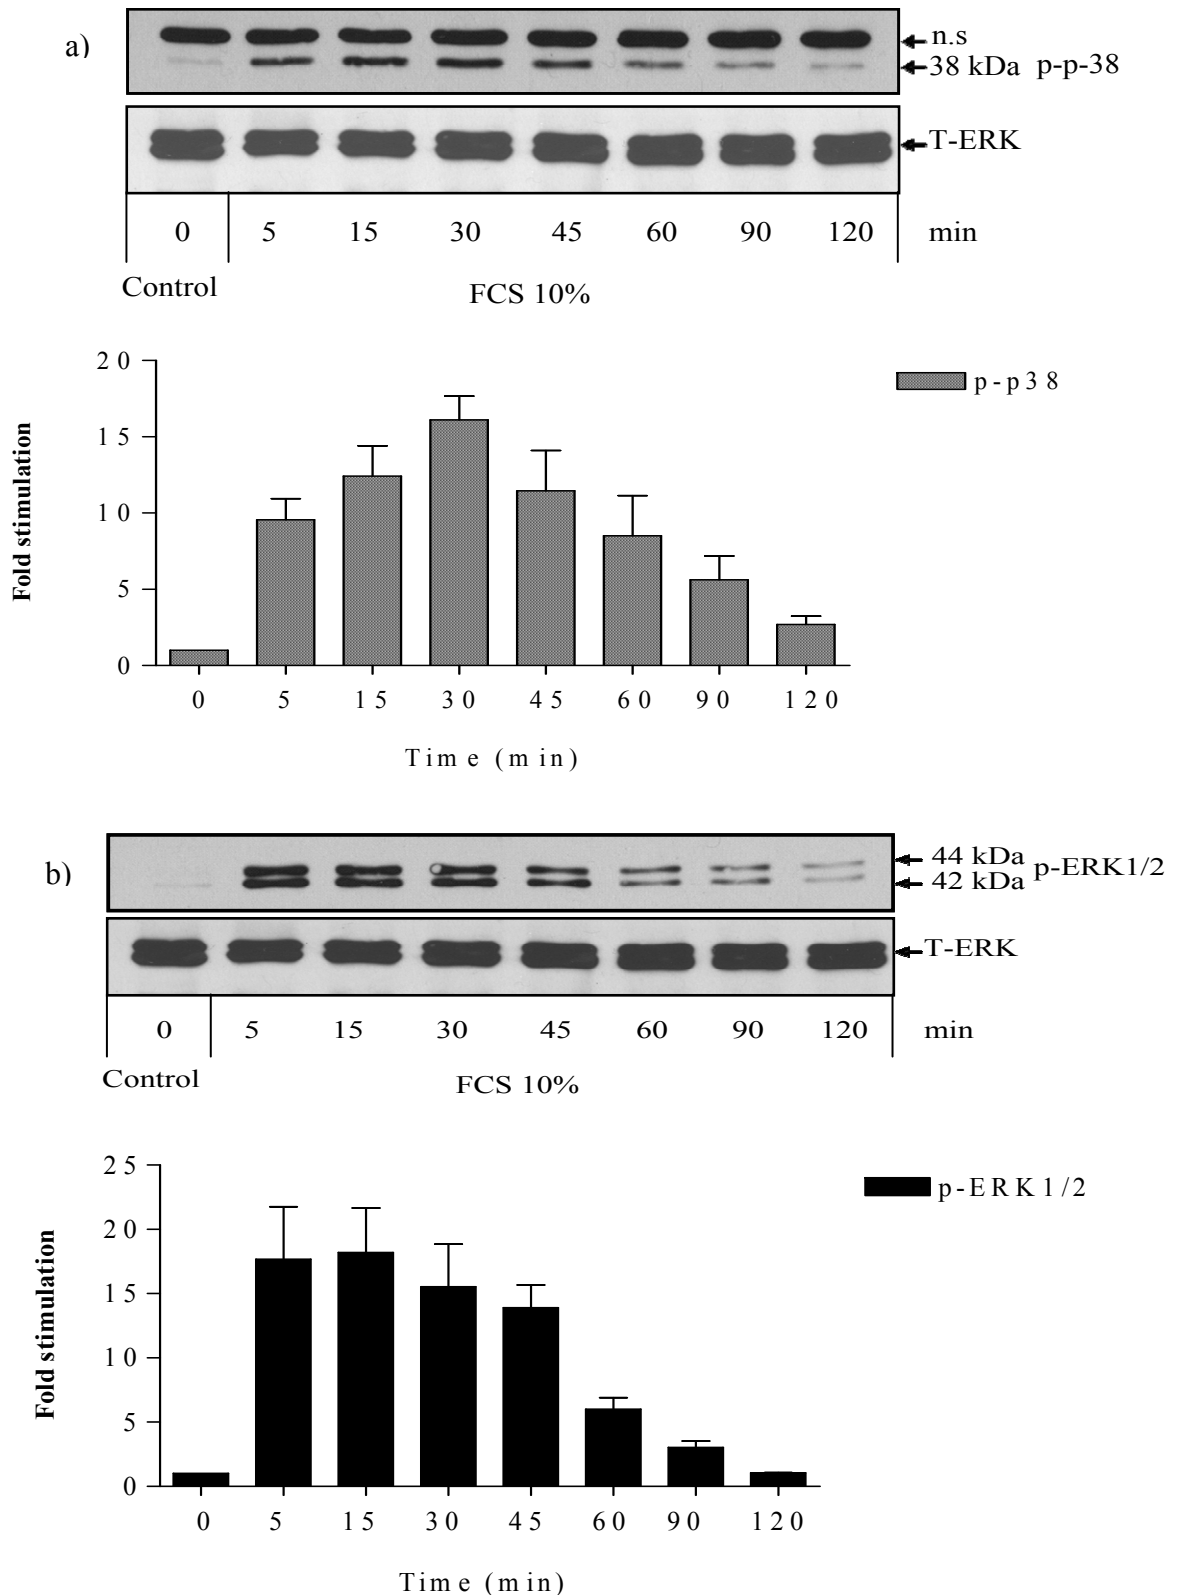 a)
n.s
38 kDa p-p-38
T-ERK
0 5 15 30 45 60 90 120 min
Control
FCS 10%
20
p-p38
15
10
5
0
Fold stimulation
0 5 15 30 45 60 90 120
Time (min)
b)
44 kDa
p-ERK1/2
42 kDa
T-ERK
0 5 15 30 45 60 90 120 min
Control
FCS 10%
25
p-ERK1/2
20
15
10
5
0
Fold stimulation
0 5 15 30 45 60 90 120
Time (min)